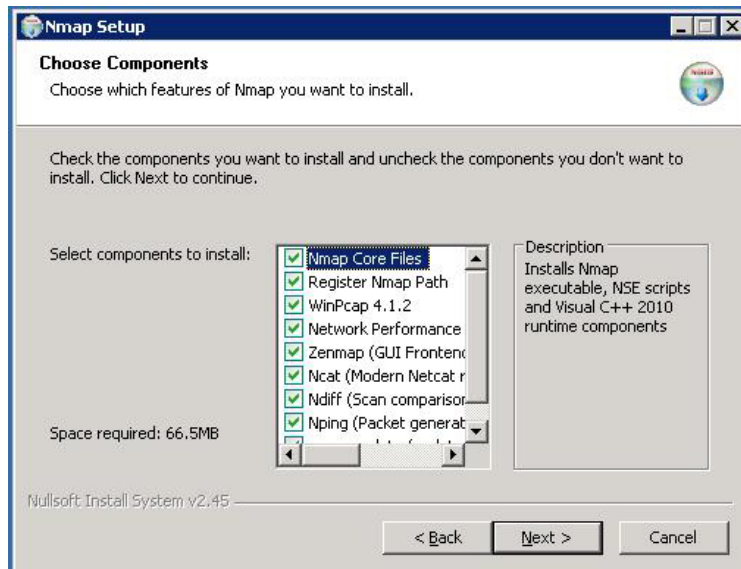 Nmap Setup
Choose Components
Choose which features of Nmap you want to install.
Check the components you want to install and uncheck the components you don't want to
install. Click Next to continue.
Select components to install:
Nmap Core Files
Register Nmap Path
WinPcap 4.1.2
Network Performance
Zenmap (GUI Frontend
Ncat (Modern Netcat r
Ndiff (Scan comparison
Nping (Packet generat
Description
Installs Nmap
executable, NSE scripts
and Visual C++ 2010
runtime components
Space required: 66.5MB
Nullsoft Install System v2.45
< Back
Next >
Cancel